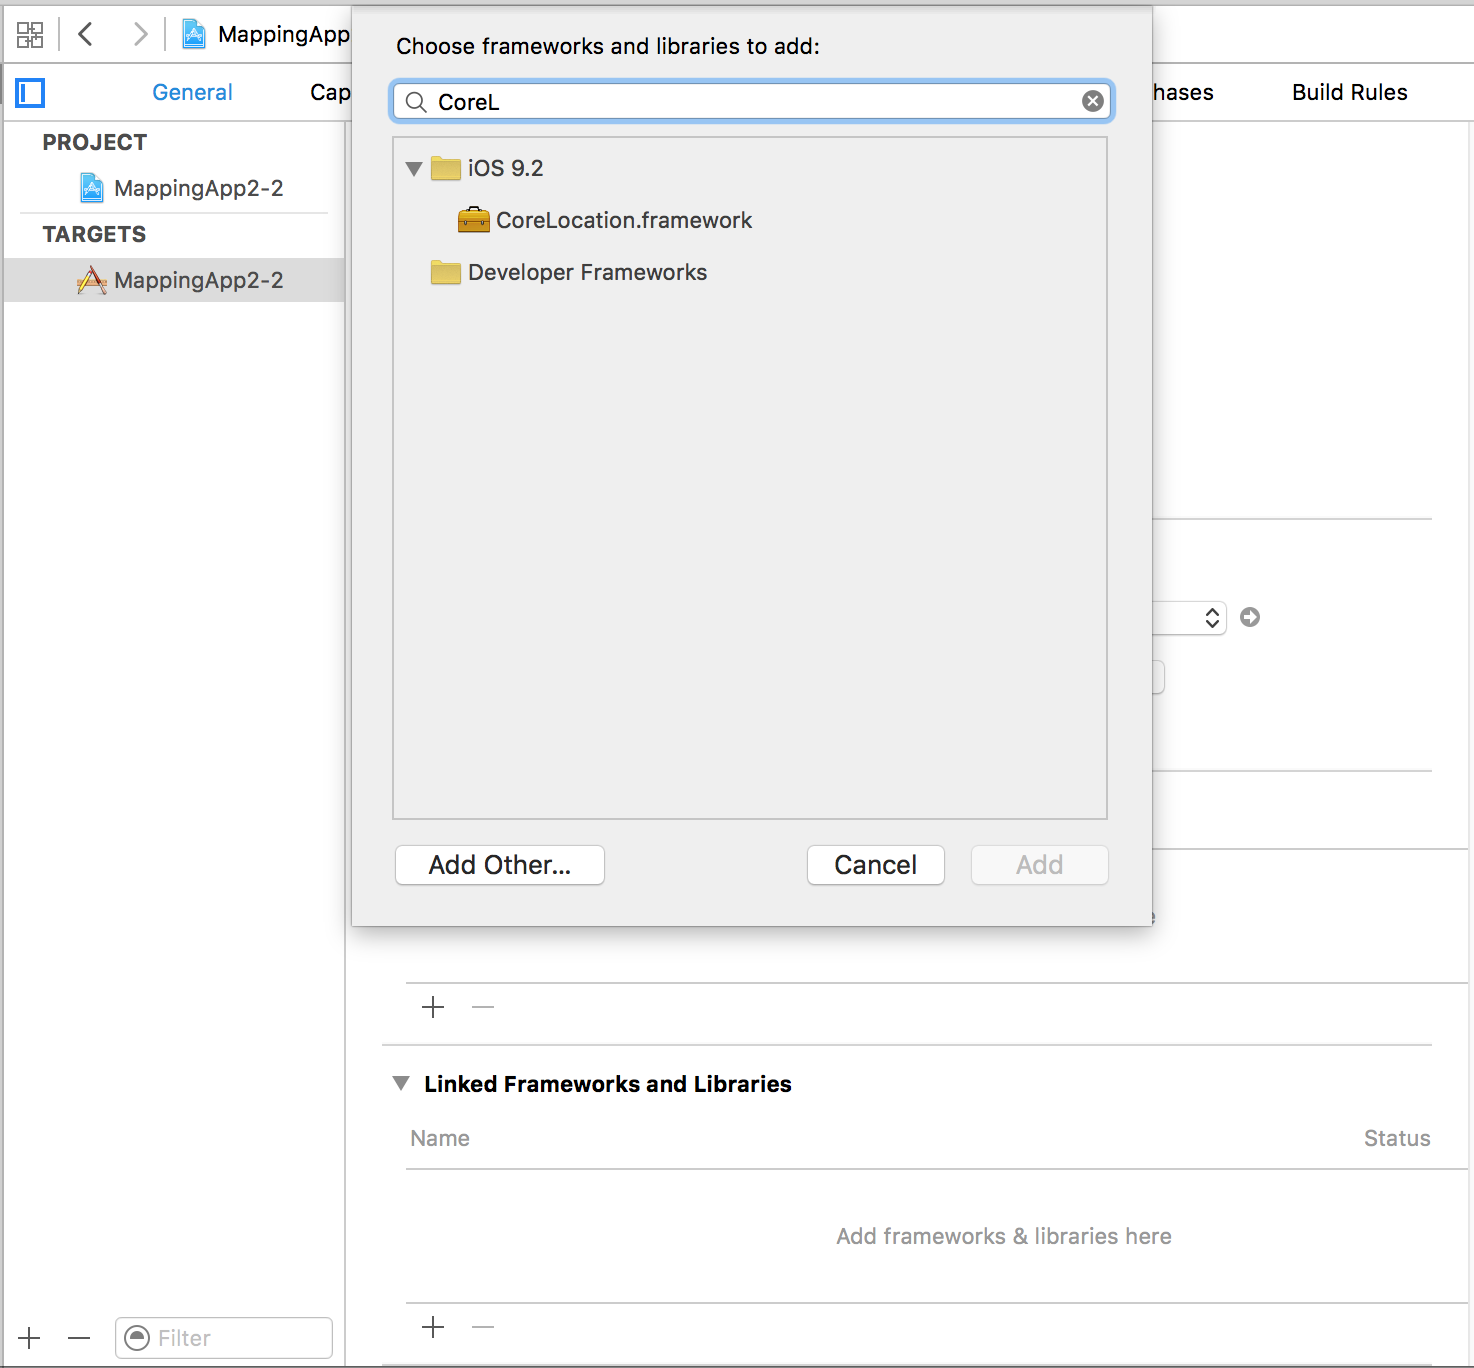 MappingApp
Choose frameworks and libraries to add:
General
Cap
CoreL
hases
Build Rules
PROJECT
MappingApp2-2
TARGETS
MappingApp2-2
iOS 9.2
CoreLocation.framework
Developer Frameworks
Add Other...
Cancel
Add
Linked Frameworks and Libraries
Name
Status
Add frameworks & libraries here
Filter